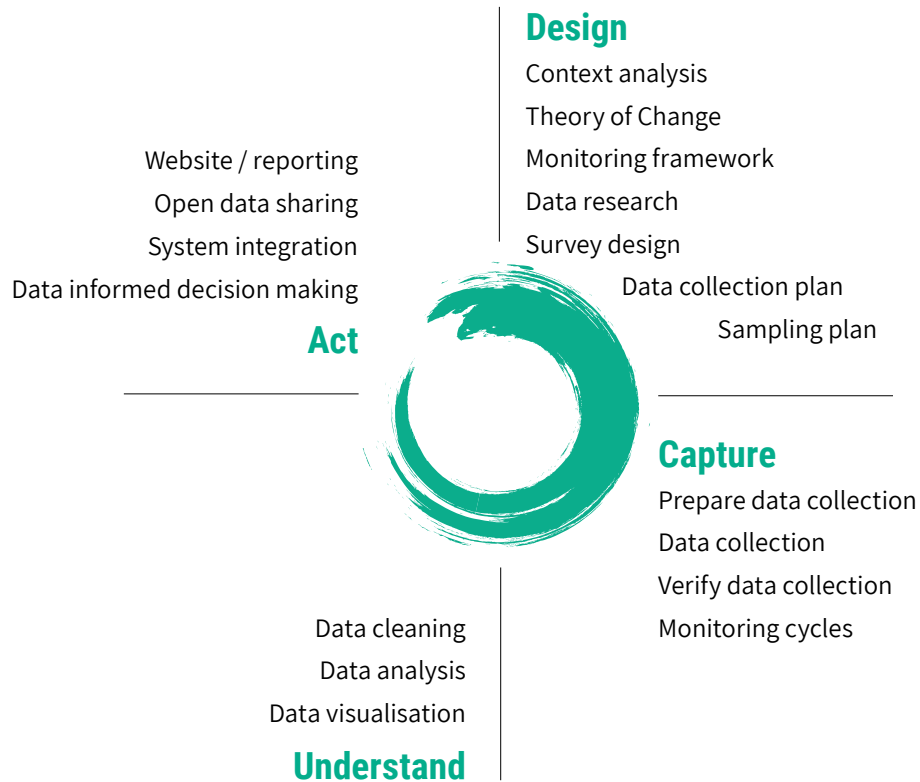 Design
Context analysis
Theory of Change
Monitoring framework
Data research
Survey design
Data collection plan
Sampling plan
Capture
Prepare data collection
Data collection
Verify data collection
Monitoring cycles
Data cleaning
Data analysis
Data visualisation
Understand
Website / reporting
Open data sharing
System integration
Data informed decision making
Act